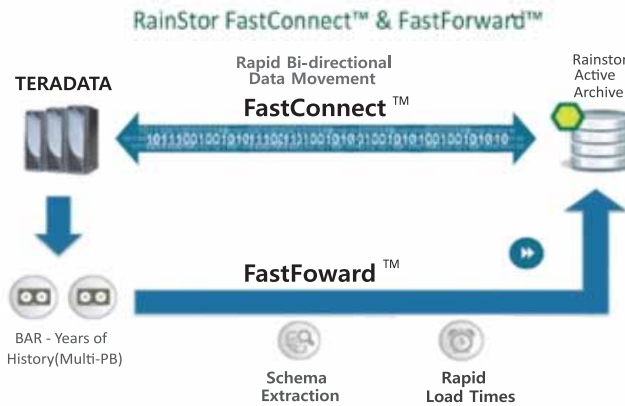 RainStor FastConnect™ & FastForward™
Rapid Bi-directional
Data Movement
TERADATA
FastConnect ™
Rainstor
Active
Archive
FastFoward ™
BAR - Years of
History(Multi-PB)
Schema
Extraction
Rapid
Load Times